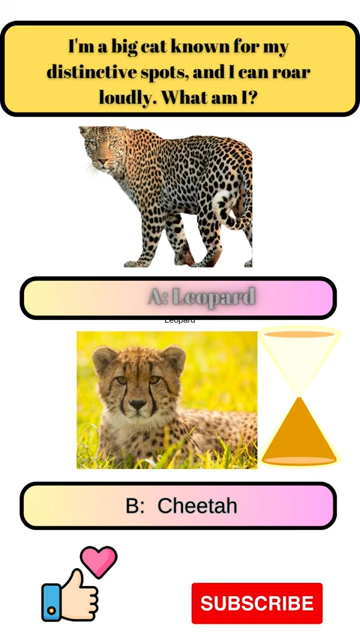 I'm a big cat known for my
distinctive spots, and I can roar
loudly. What am I?
A: Leopard
Leopard
B: Cheetah
SUBSCRIBE